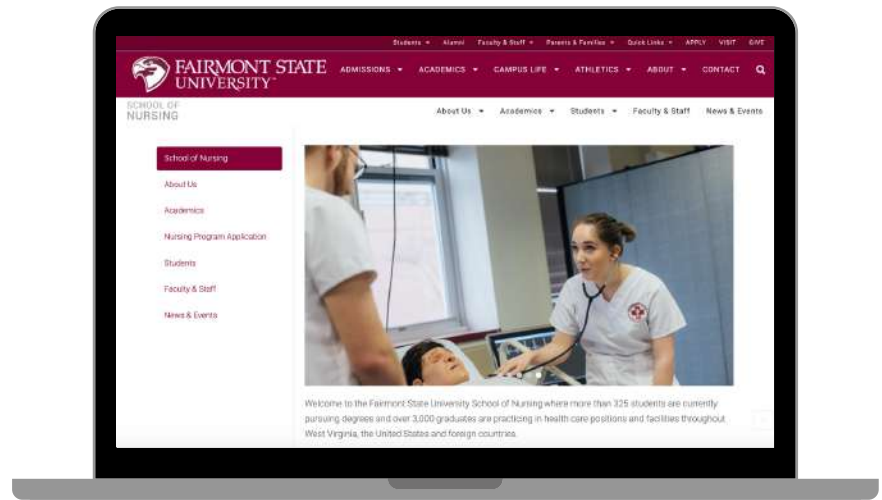 Students Alumni Faculty & Staff Parents & Families Quick Links APPLY VISIT GIVE
FAIRMONT STATE
UNIVERSITY
ADMISSIONS ACADEMICS CAMPUS LIFE ATHLETICS ABOUT CONTACT
SCHOOL OF
NURSING
About Us Academics Students Faculty & Staff News & Events
School of Nursing
About Us
Academics
Nursing Program Application
Students
Faculty & Staff
News & Events
Welcome to the Fairmont State University School of Nursing where more than 325 students are currently
pursuing degrees and over 3,000 graduates are practicing in health care positions and facilities throughout
West Virginia, the United States and foreign countries.